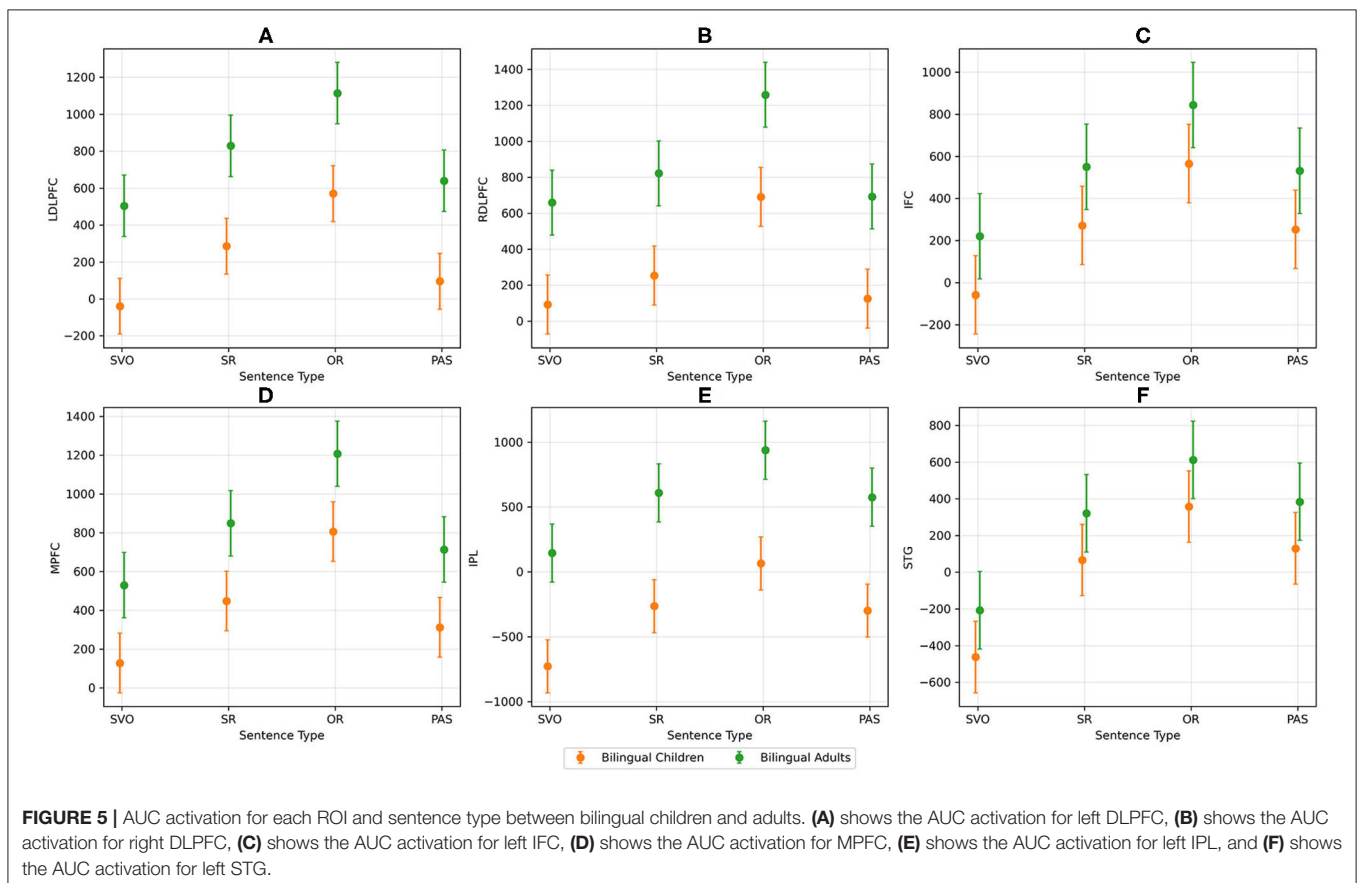 A
B
C
1200
1000
800
600
400
200
0
−200
LDLPFC
SVO
SR
OR
PAS
Sentence Type
1400
1200
1000
800
600
400
200
0
RDLPFC
SVO
SR
OR
PAS
Sentence Type
1000
800
600
400
200
0
−200
IFC
SVO
SR
OR
PAS
Sentence Type
D
E
F
1400
1200
1000
800
600
400
200
0
MPFC
SVO
SR
OR
PAS
Sentence Type
1000
500
0
−500
−1000
IPL
SVO
SR
OR
PAS
Sentence Type
800
600
400
200
0
−200
−400
−600
STG
SVO
SR
OR
PAS
Sentence Type
Bilingual Children
Bilingual Adults
FIGURE 5 | AUC activation for each ROI and sentence type between bilingual children and adults. (A) shows the AUC activation for left DLPFC, (B) shows the AUC
activation for right DLPFC, (C) shows the AUC activation for left IFC, (D) shows the AUC activation for MPFC, (E) shows the AUC activation for left IPL, and (F) shows
the AUC activation for left STG.